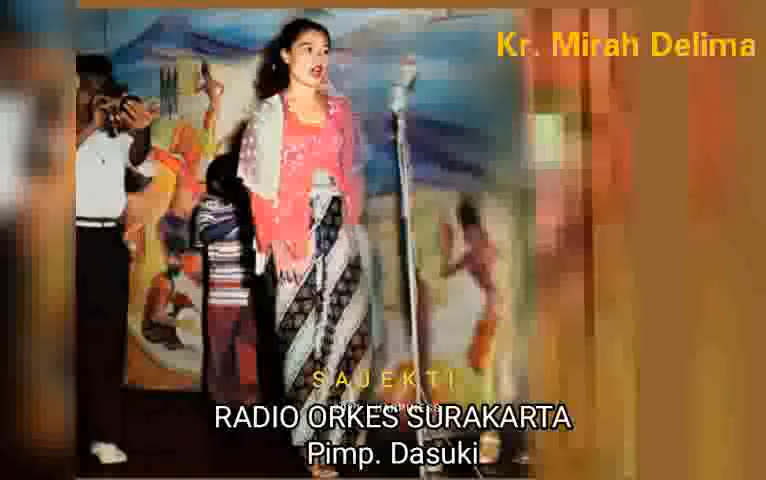 Kr. Mirah Delima
SAJEKTI
RADIO ORKES SURAKARTA
Pimp. Dasuki